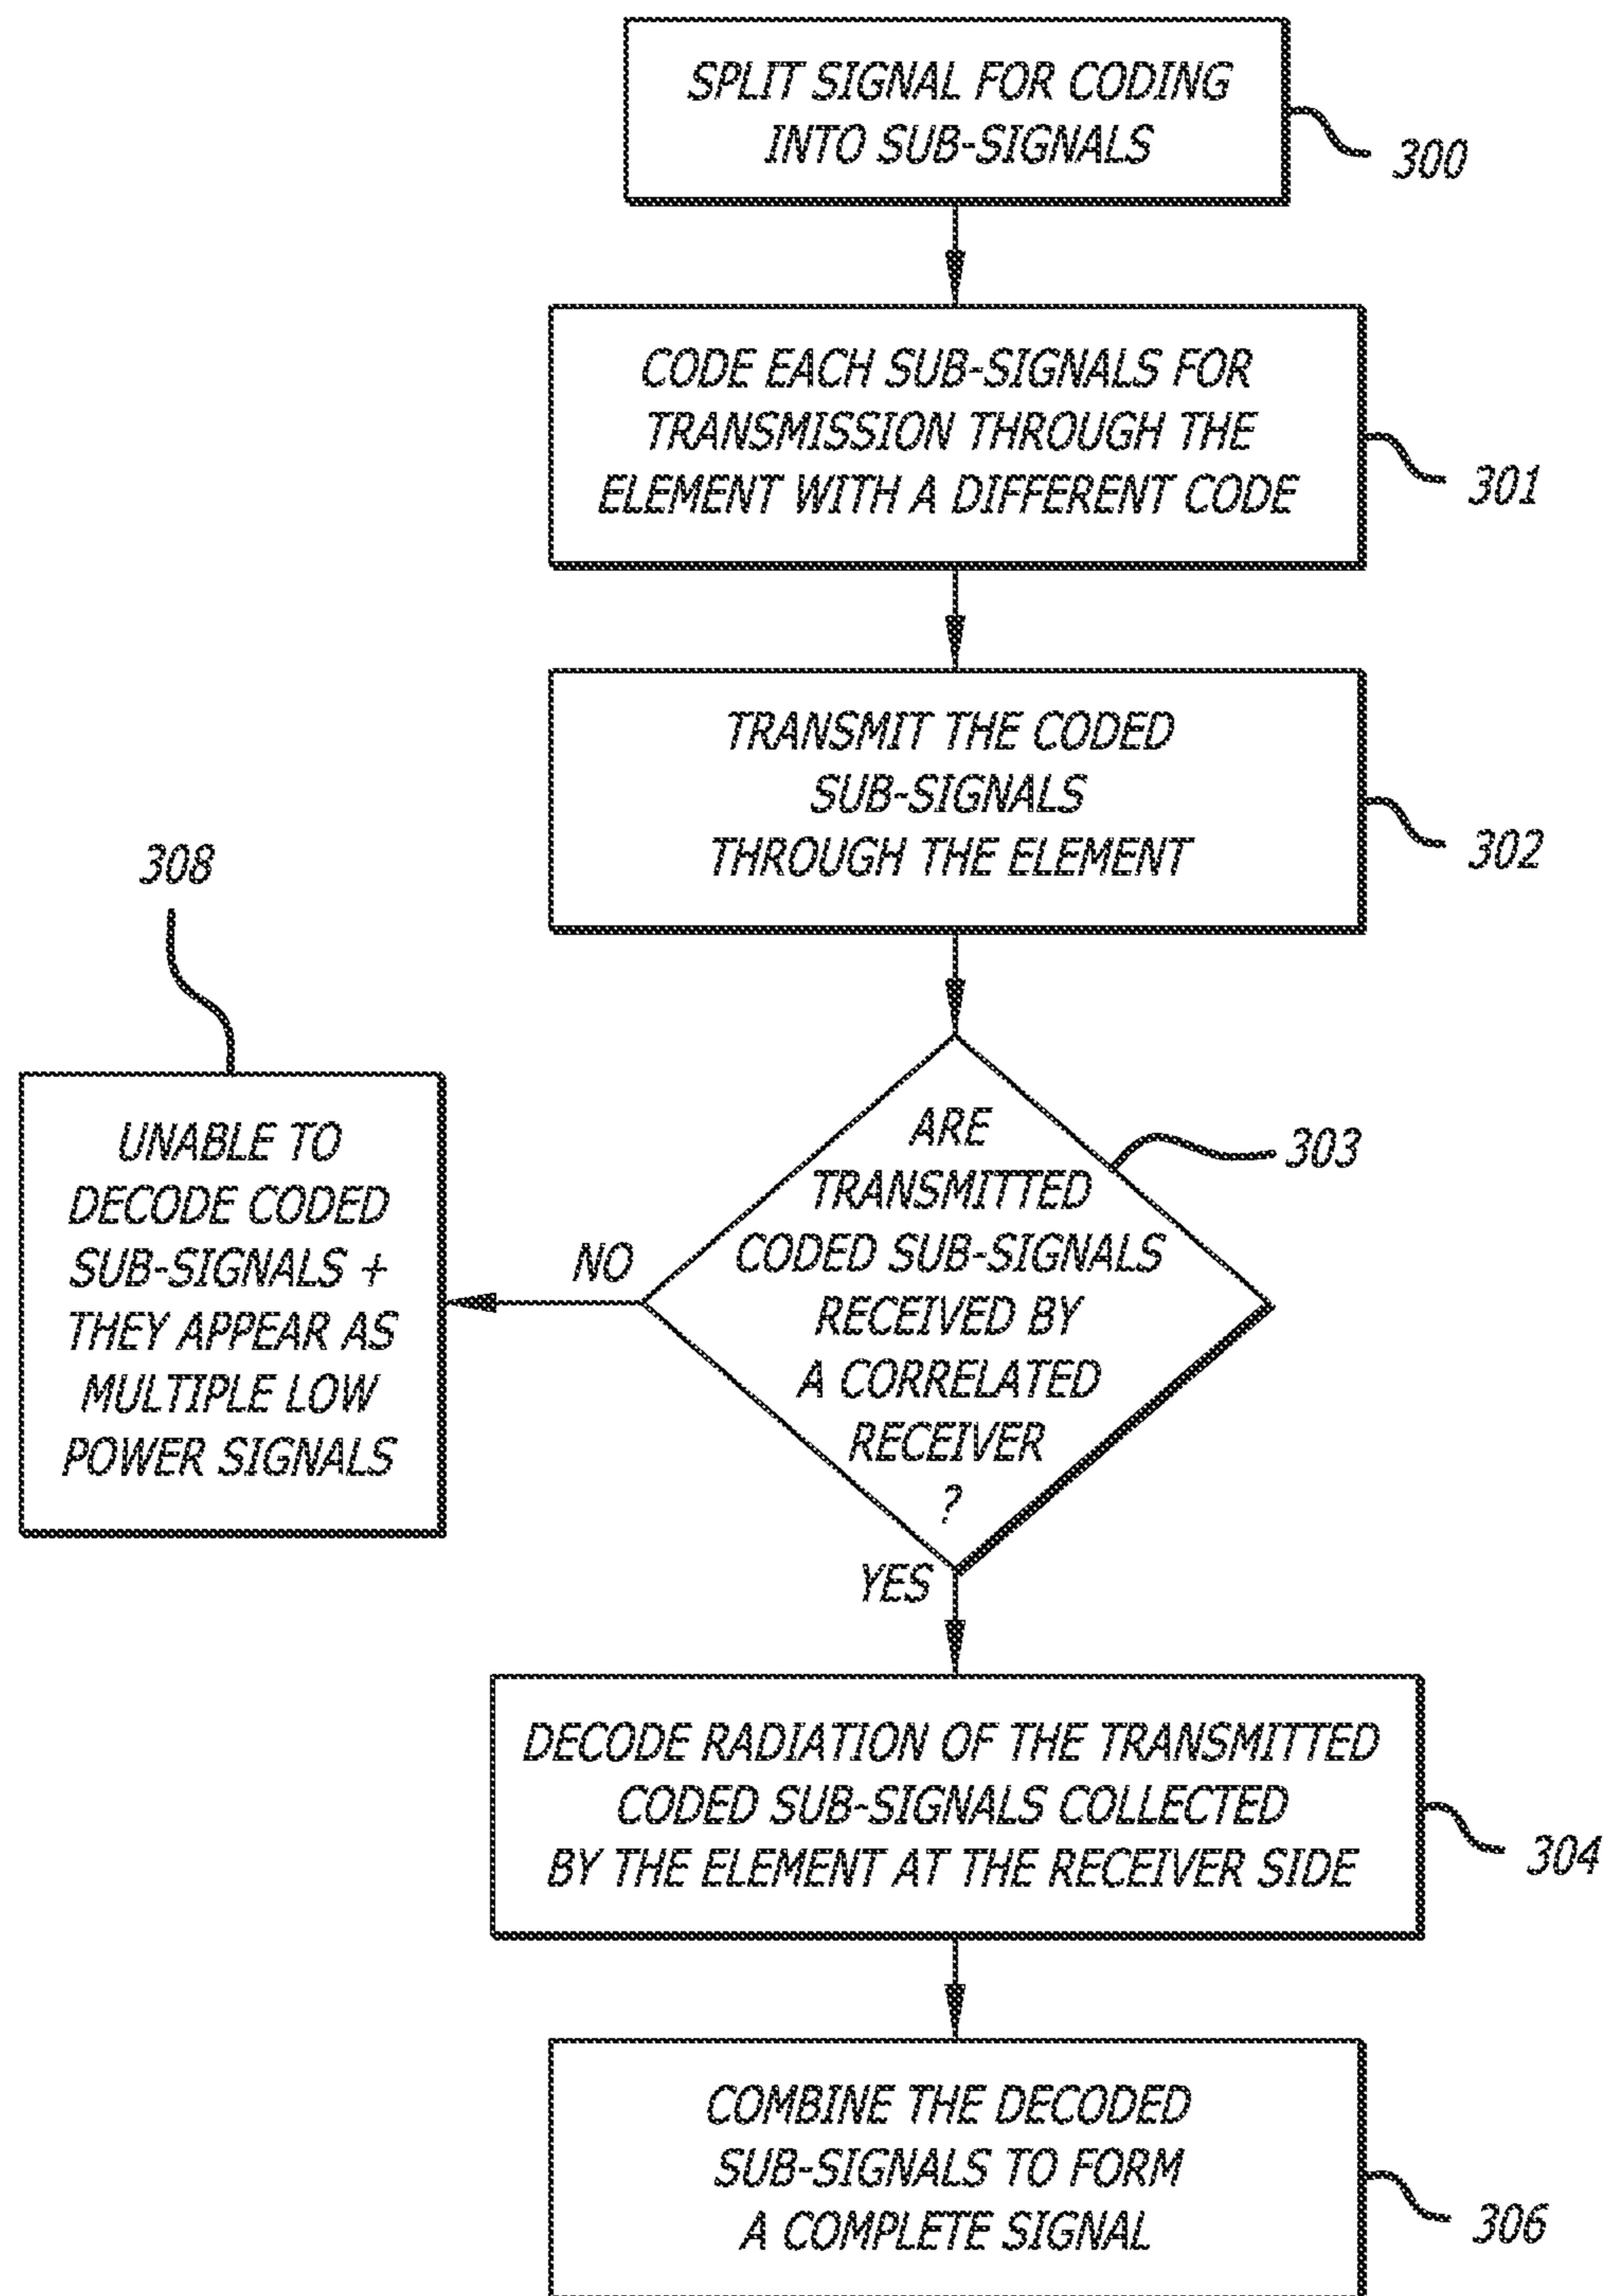 SPLIT SIGNAL FOR CODING
INTO SUB-SIGNALS
300
CODE EACH SUB-SIGNALS FOR
TRANSMISSION THROUGH THE
ELEMENT WITH A DIFFERENT CODE
301
TRANSMIT THE CODED
SUB-SIGNALS
THROUGH THE ELEMENT
302
308
UNABLE TO
DECODE CODED
SUB-SIGNALS +
THEY APPEAR AS
MULTIPLE LOW
POWER SIGNALS
NO
ARE
TRANSMITTED
CODED SUB-SIGNALS
RECEIVED BY
A CORRELATED
RECEIVER
?
303
YES
DECODE RADIATION OF THE TRANSMITTED
CODED SUB-SIGNALS COLLECTED
BY THE ELEMENT AT THE RECEIVER SIDE
304
COMBINE THE DECODED
SUB-SIGNALS TO FORM
A COMPLETE SIGNAL
306